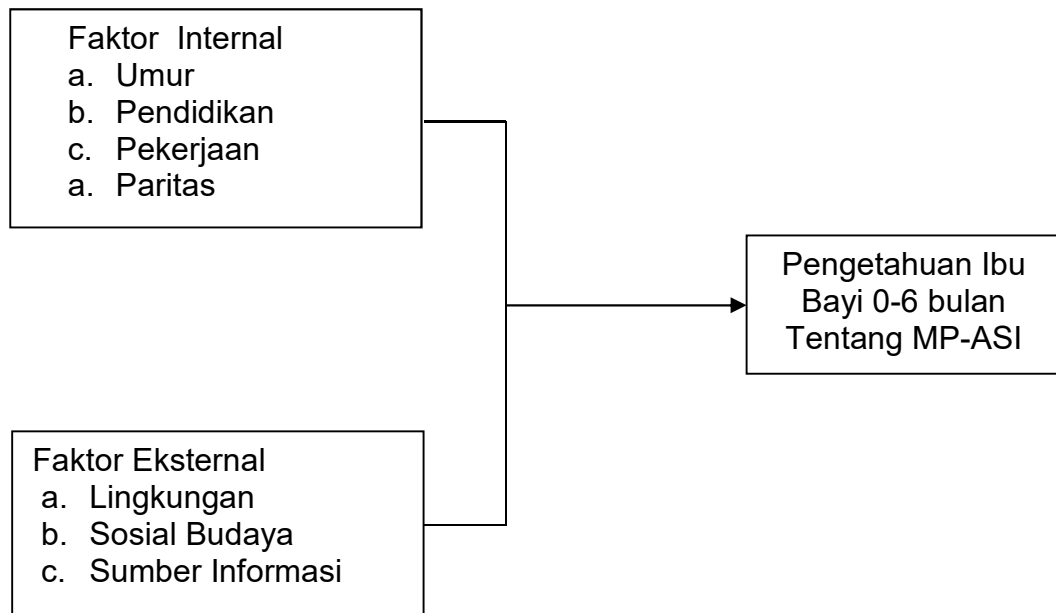 Faktor Internal
a. Umur
b. Pendidikan
c. Pekerjaan
a. Paritas
Pengetahuan Ibu
Bayi 0-6 bulan
Tentang MP-ASI
Faktor Eksternal
a. Lingkungan
b. Sosial Budaya
c. Sumber Informasi